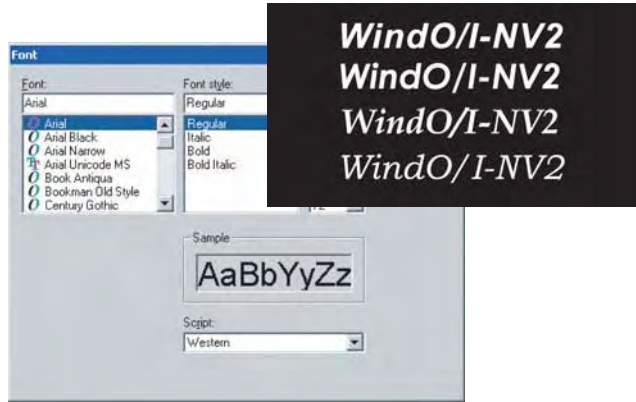 WindO/I-NV2
WindO/I-NV2
WindO/I-NV2
WindO/I-NV2
Font
Font:
Arial
Arial
Arial Black
Arial Narrow
Arial Unicode MS
Book Antiqua
Bookman Old Style
Century Gothic
Font style:
Regular
Regular
Italic
Bold
Bold Italic
Sample
AaBbYyZz
Script:
Western